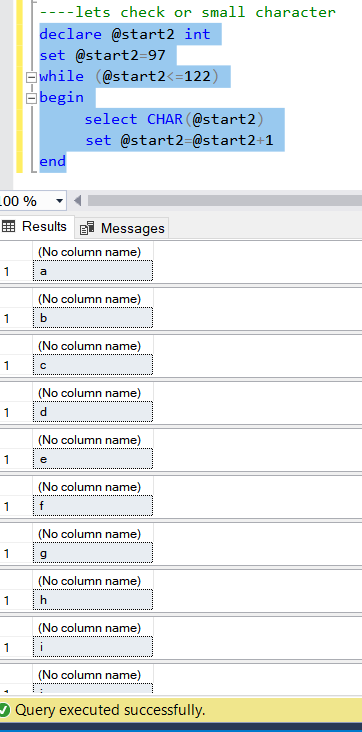 ----lets check or small character
declare @start2 int
set @start2=97
while (@start2<=122)
begin
select CHAR(@start2)
set @start2=@start2+1
end
.00 %
Results Messages
(No column name)
1 a
(No column name)
1 b
(No column name)
1 c
(No column name)
1 d
(No column name)
1 e
(No column name)
1 f
(No column name)
1 g
(No column name)
1 h
(No column name)
1 i
(No column name)
Query executed successfully.